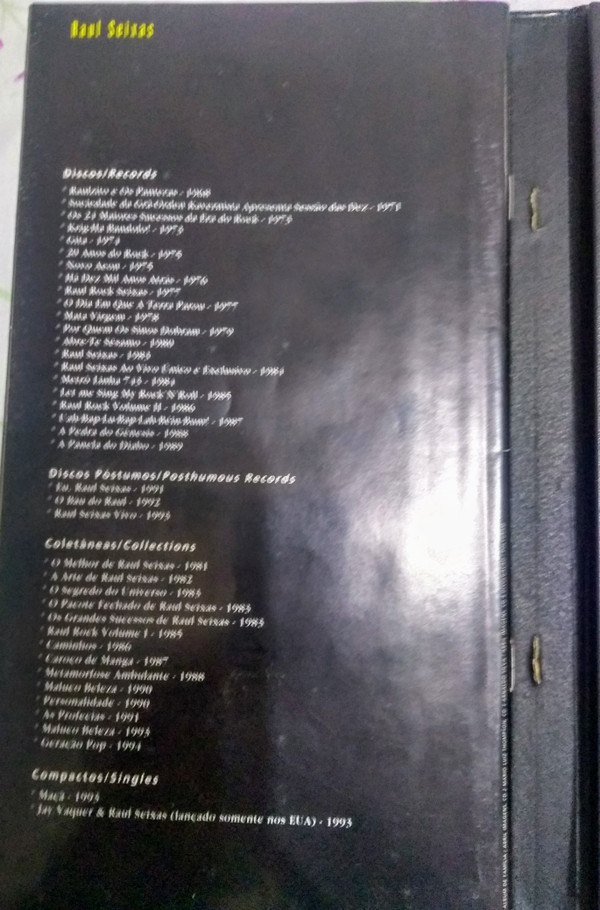 Raul Seixas
Discos/Records
* Raulzito e Os Panteras - 1968
* Sociedade da Grã-Ordem Kavernista Apresenta Sessão das Dez - 1971
* Os 24 Maiores Sucessos da Era do Rock - 1973
* Krig-Ha Bandolo! - 1973
* Gita - 1974
* 20 Anos do Rock - 1975
* Novo Aeon - 1975
* Há Dez Mil Anos Atrás - 1976
* Raul Rock Seixas - 1977
* O Dia Em Que A Terra Parou - 1977
* Mata Virgem - 1978
* Por Quem Os Sinos Dobram - 1979
* Abre-Te Sésamo - 1980
* Raul Seixas - 1983
* Raul Seixas Ao Vivo Único e Exclusivo - 1984
* Metrô Linha 743 - 1984
* Let me Sing My Rock'N'Roll - 1985
* Raul Rock Volume II - 1986
* Uah-Bap-Lu-Bap-Lah-Béin-Bum! - 1987
* A Pedra do Gênesis - 1988
* A Panela do Diabo - 1989
Discos Póstumos/Posthumous Records
* Eu, Raul Seixas - 1991
* O Baú do Raul - 1992
* Raul Seixas Vivo - 1993
Coletâneas/Collections
* O Melhor de Raul Seixas - 1981
* A Arte de Raul Seixas - 1982
* O Segredo do Universo - 1983
* O Pacote Fechado de Raul Seixas - 1983
* Os Grandes Sucessos de Raul Seixas - 1983
* Raul Rock Volume I - 1985
* Caminhos - 1986
* Caroço de Manga - 1987
* Metamorfose Ambulante - 1988
* Maluco Beleza - 1990
* Personalidade - 1990
* As Profecias - 1991
* Maluco Beleza - 1993
* Geração Pop - 1994
Compactos/Singles
* Maçã - 1994
* Jay Vaquer & Raul Seixas (lançado somente nos EUA) - 1993